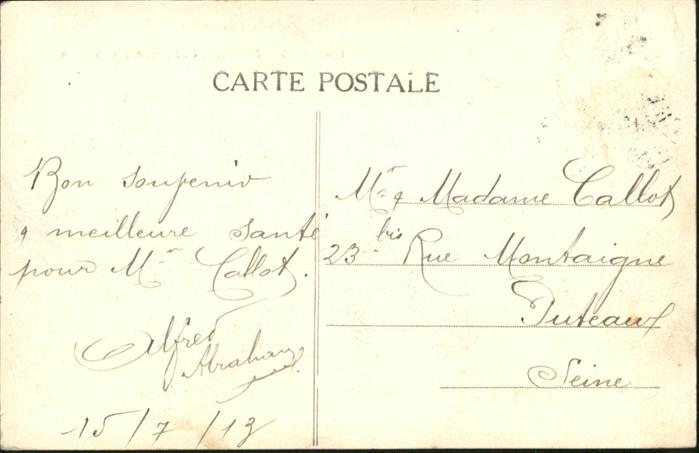 CARTE POSTALE
Bon souvenir
& meilleure santé
pour Mr Callot.
Alfred
Abraham
15/7/13
Mr & Madame Callot
23 bis Rue Montaigne
Puteaux
Seine